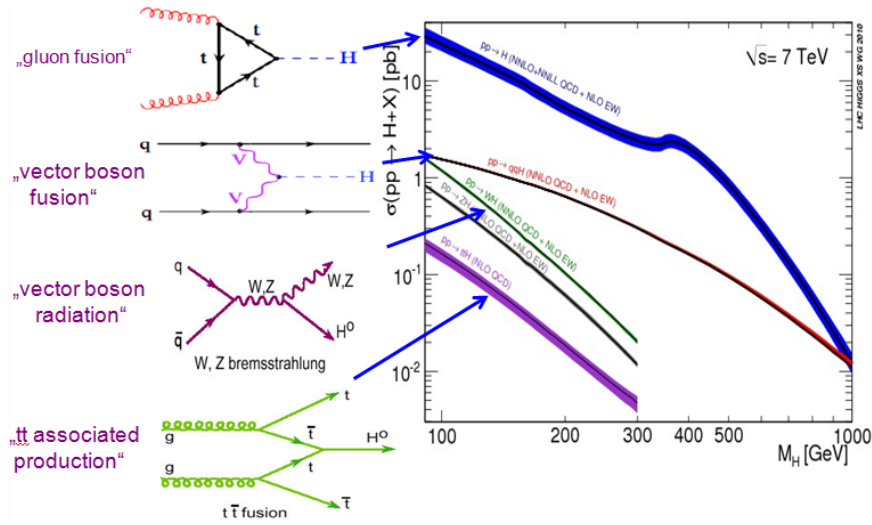 „gluon fusion“
t
t
t
H
„vector boson
fusion“
q
q
V
V
H
„vector boson
radiation“
q
q̅
W,Z
W,Z
H⁰
W, Z bremsstrahlung
„tt associated
production“
g
g
t
t̅
t
t̅
H⁰
t t̅ fusion
σ(pp → H+X) [pb]
10
1
10⁻¹
10⁻²
√s= 7 TeV
LHC HIGGS XS WG 2010
pp → H (NNLO+NNLL QCD + NLO EW)
pp → qqH (NNLO QCD + NLO EW)
pp → WH (NNLO QCD + NLO EW)
pp → ZH (NNLO QCD + NLO EW)
pp → ttH (NLO QCD)
100
200
300
400
500
1000
M_H [GeV]